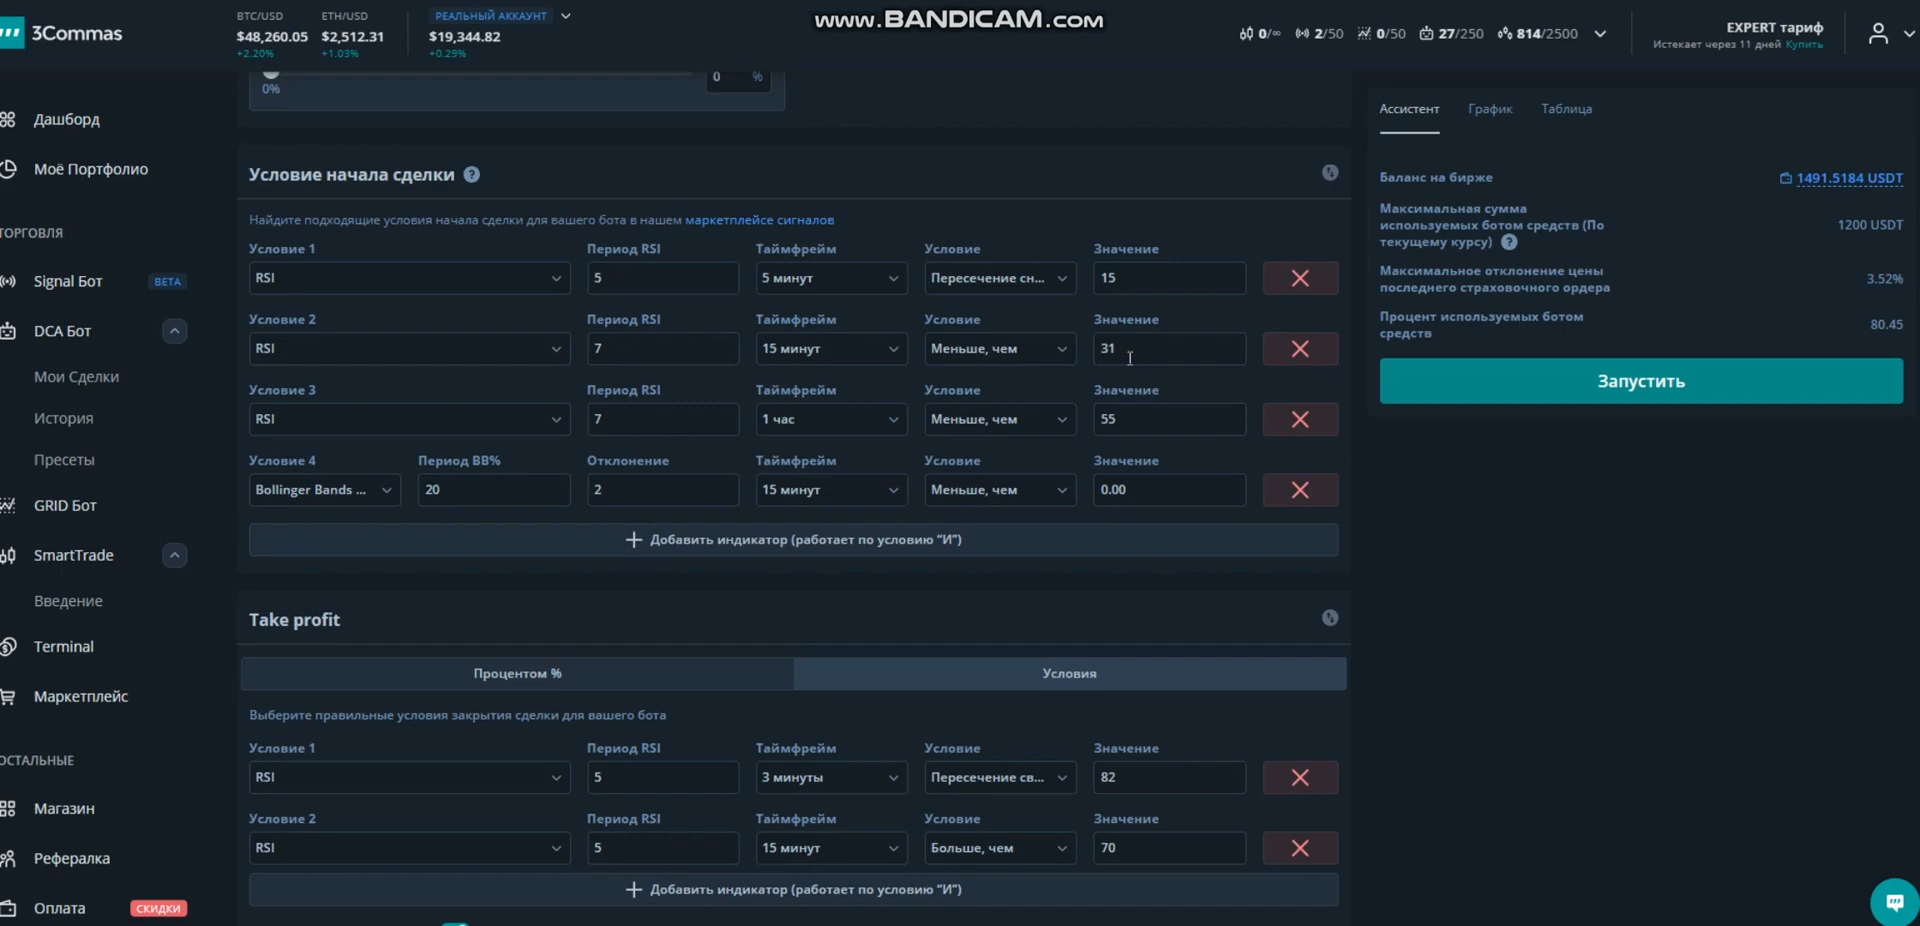 www.BANDICAM.com
3Commas
BTC/USD
$48,260.05
+2.20%
ETH/USD
$2,512.31
+1.03%
РЕАЛЬНЫЙ АККАУНТ
$19,344.82
+0.29%
0/∞ 2/50 0/50 27/250 814/2500
EXPERT тариф
Истекает через 11 дней Купить
Дашборд
Моё Портфолио
ТОРГОВЛЯ
Signal Бот BETA
DCA Бот
Мои Сделки
История
Пресеты
GRID Бот
SmartTrade
Введение
Terminal
Маркетплейс
ОСТАЛЬНЫЕ
Магазин
Рефералка
Оплата СКИДКИ
0 %
0%
Условие начала сделки ?
Найдите подходящие условия начала сделки для вашего бота в нашем маркетплейсе сигналов
Условие 1 Период RSI Таймфрейм Условие Значение
RSI 5 5 минут Пересечение сн... 15
Условие 2 Период RSI Таймфрейм Условие Значение
RSI 7 15 минут Меньше, чем 31
Условие 3 Период RSI Таймфрейм Условие Значение
RSI 7 1 час Меньше, чем 55
Условие 4 Период BB% Отклонение Таймфрейм Условие Значение
Bollinger Bands ... 20 2 15 минут Меньше, чем 0.00
+ Добавить индикатор (работает по условию “И”)
Take profit
Процентом % Условия
Выберите правильные условия закрытия сделки для вашего бота
Условие 1 Период RSI Таймфрейм Условие Значение
RSI 5 3 минуты Пересечение св... 82
Условие 2 Период RSI Таймфрейм Условие Значение
RSI 5 15 минут Больше, чем 70
+ Добавить индикатор (работает по условию “И”)
Ассистент График Таблица
Баланс на бирже 1491.5184 USDT
Максимальная сумма
используемых ботом средств (По
текущему курсу) ?
1200 USDT
Максимальное отклонение цены
последнего страховочного ордера
3.52%
Процент используемых ботом
средств
80.45
Запустить